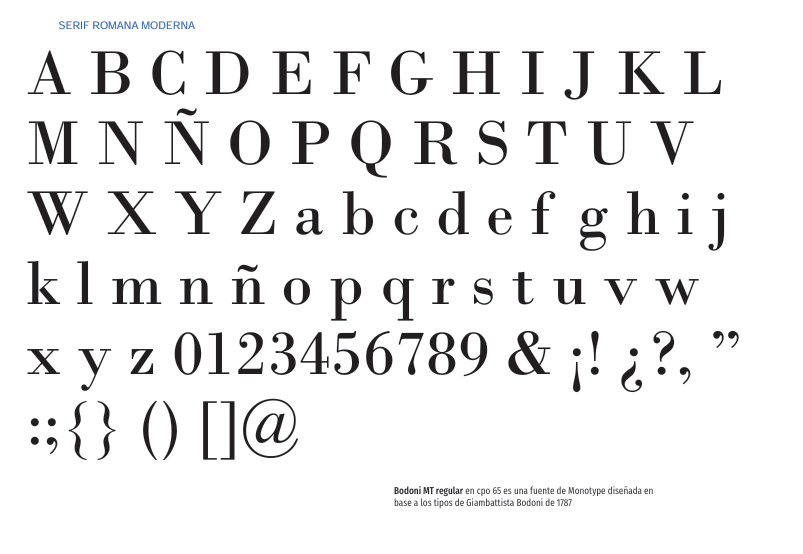 SERIF ROMANA MODERNA
A B C D E F G H I J K L
M N Ñ O P Q R S T U V
W X Y Z a b c d e f g h i j
k l m n ñ o p q r s t u v w
x y z 0123456789 & ¡! ¿?, ”
:;{} () []@
Bodoni MT regular en cpo 65 es una fuente de Monotype diseñada en
base a los tipos de Giambattista Bodoni de 1787